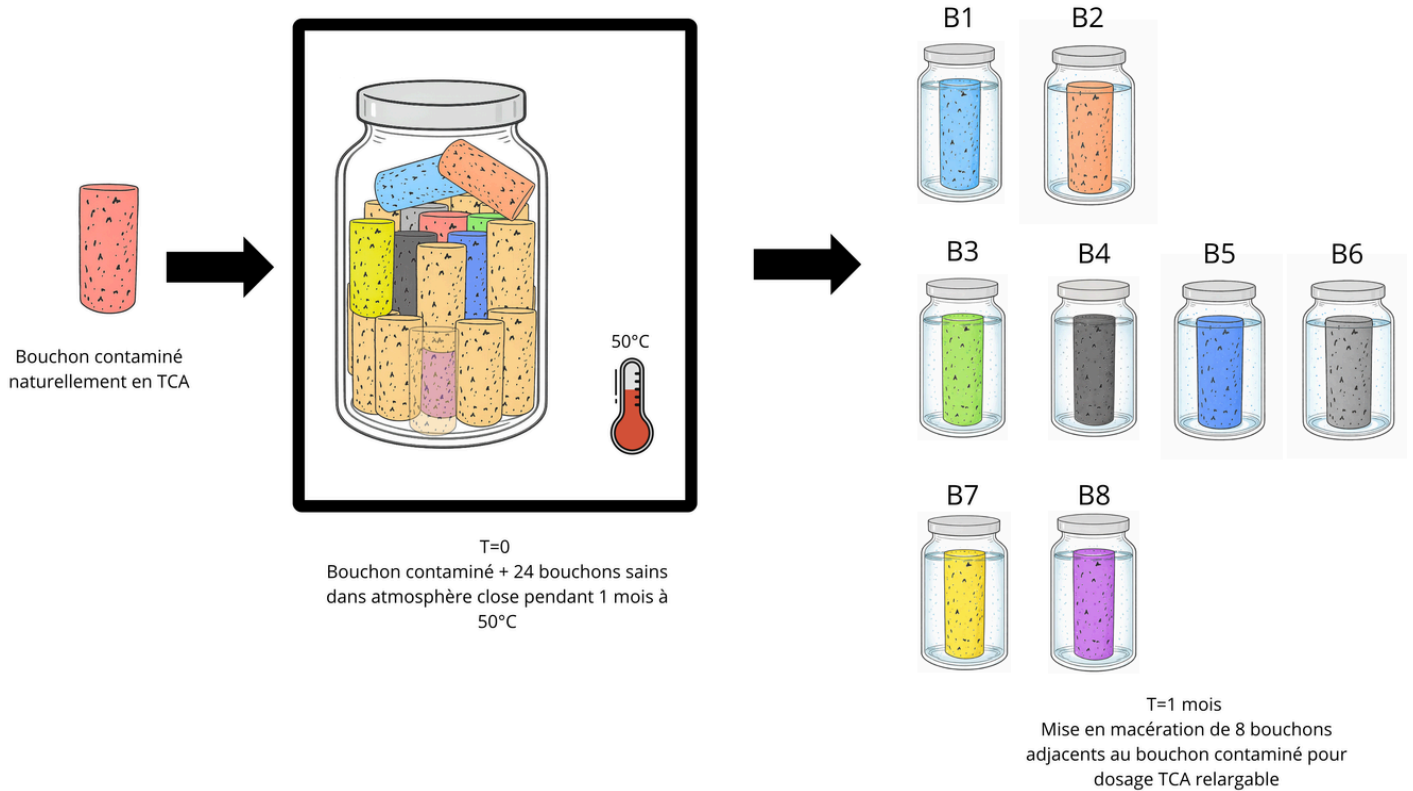 B1
B2
Bouchon contaminé
naturellement en TCA
50°C
B3
B4
B5
B6
B7
B8
T=0
Bouchon contaminé + 24 bouchons sains
dans atmosphère close pendant 1 mois à
50°C
T=1 mois
Mise en macération de 8 bouchons
adjacents au bouchon contaminé pour
dosage TCA relargable